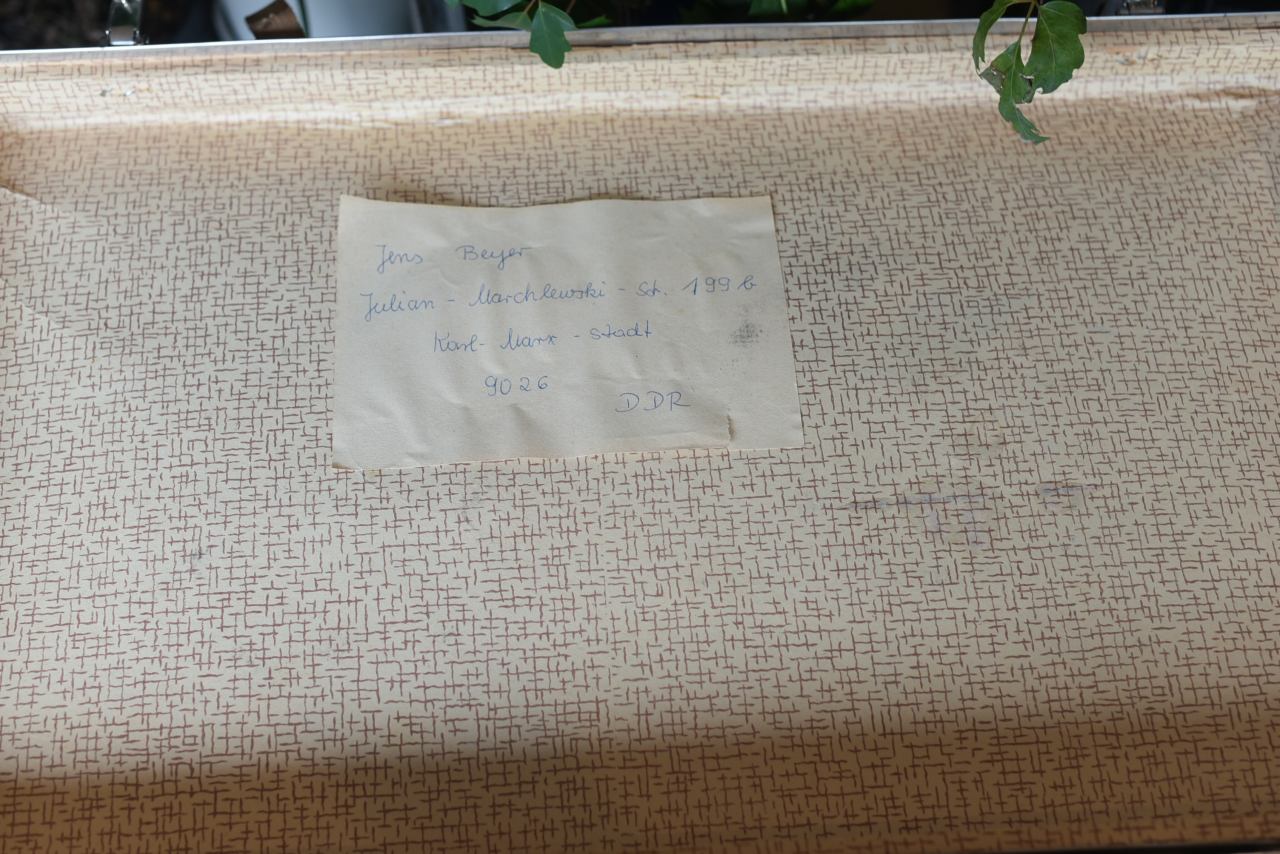 Jens Beyer
Julian - Marchlewski - Str. 199 b
Karl - Marx - Stadt
9026
DDR